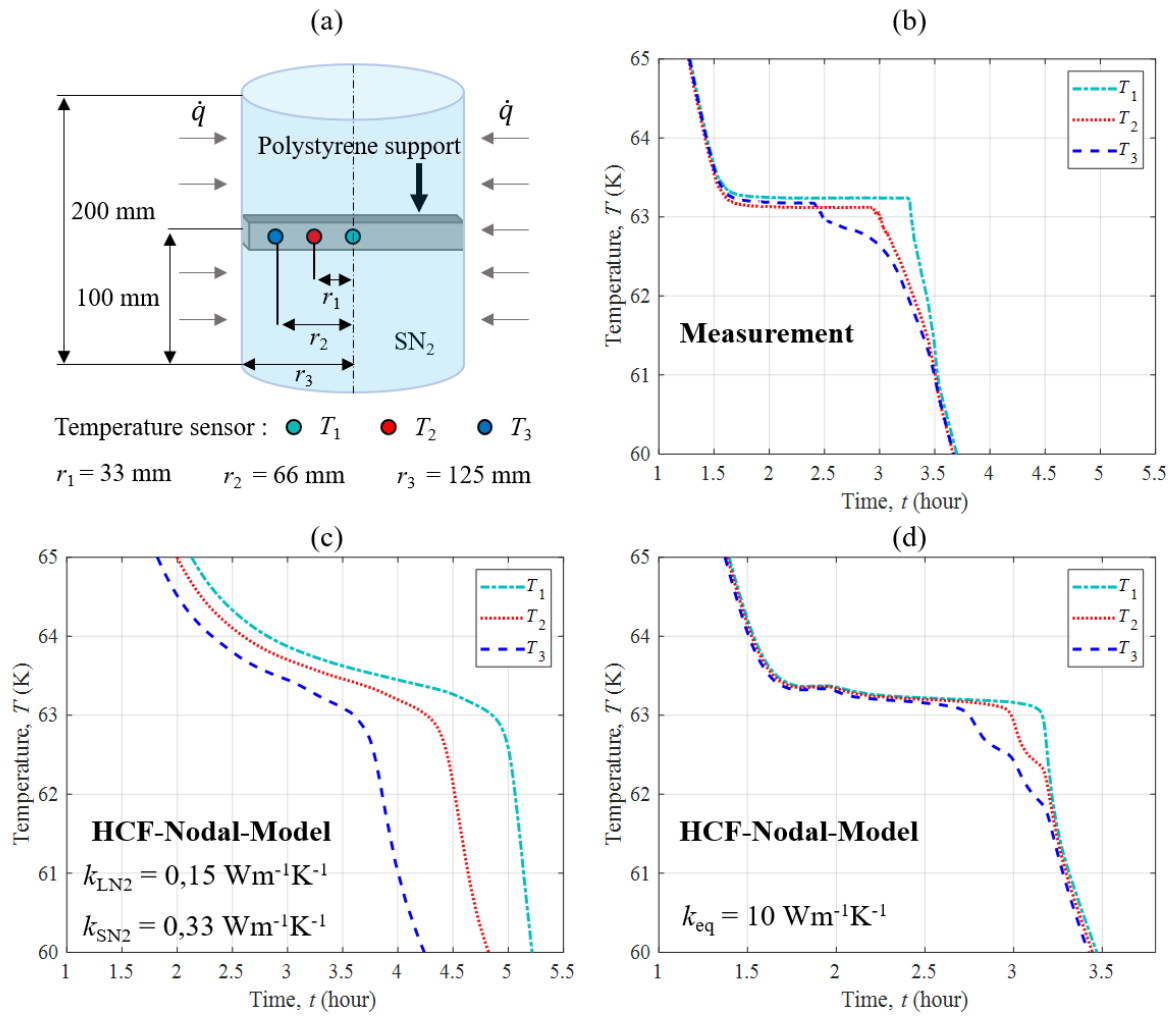 (a)
q̇
q̇
Polystyrene support
200 mm
100 mm
r1
r2
r3
SN2
Temperature sensor : T1 T2 T3
r1 = 33 mm r2 = 66 mm r3 = 125 mm
(b)
65
64
63
62
61
60
Temperature, T (K)
T1
T2
T3
Measurement
1 1.5 2 2.5 3 3.5 4 4.5 5 5.5
Time, t (hour)
(c)
65
64
63
62
61
60
Temperature, T (K)
T1
T2
T3
HCF-Nodal-Model
kLN2 = 0,15 Wm-1K-1
kSN2 = 0,33 Wm-1K-1
1 1.5 2 2.5 3 3.5 4 4.5 5 5.5
Time, t (hour)
(d)
65
64
63
62
61
60
Temperature, T (K)
T1
T2
T3
HCF-Nodal-Model
keq = 10 Wm-1K-1
1 1.5 2 2.5 3 3.5
Time, t (hour)